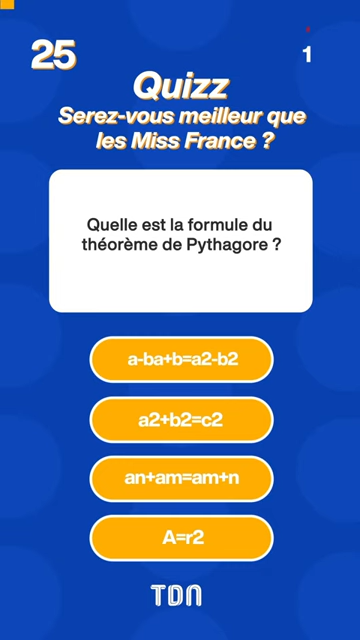 25
1
Quizz
Serez-vous meilleur que
les Miss France ?
Quelle est la formule du
théorème de Pythagore ?
a-ba+b=a2-b2
a2+b2=c2
an+am=am+n
A=r2
TDN